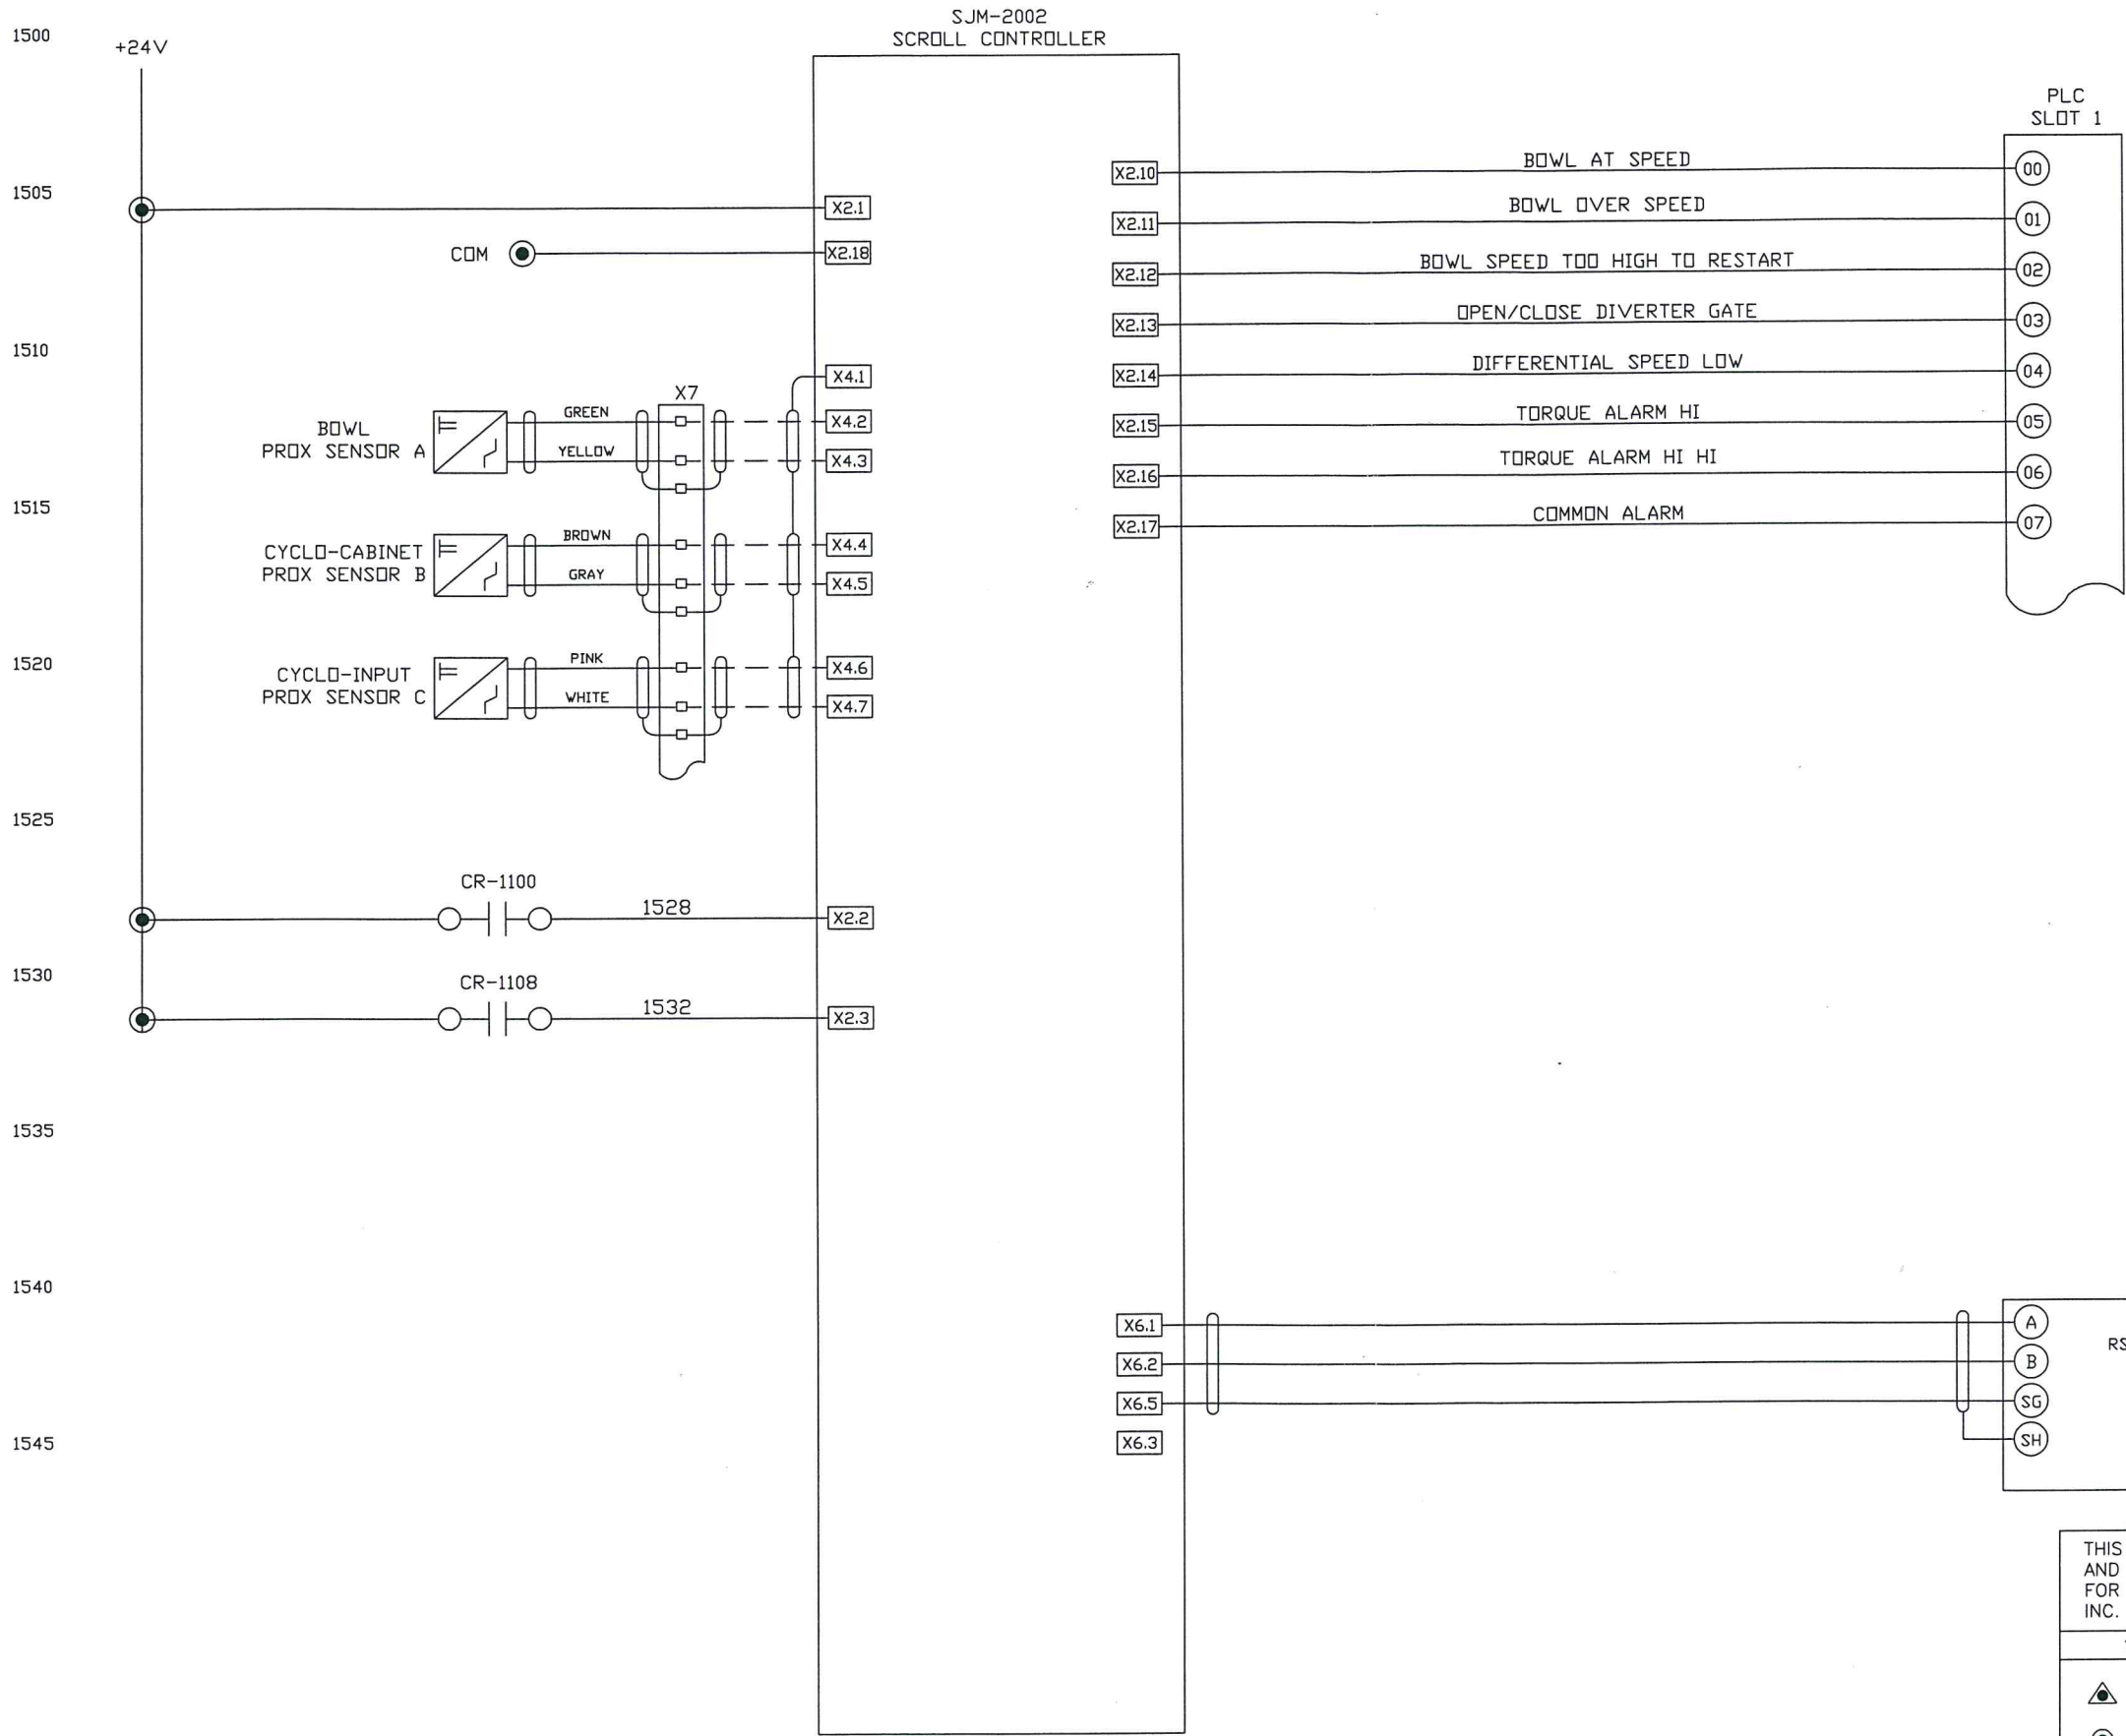 SJM-2002
SCROLL CONTROLLER
1500
+24V
PLC
SLOT 1
1505
X2.1
COM
X2.18
X2.10
BOWL AT SPEED
00
X2.11
BOWL OVER SPEED
01
X2.12
BOWL SPEED TOO HIGH TO RESTART
02
X2.13
OPEN/CLOSE DIVERTER GATE
03
X2.14
DIFFERENTIAL SPEED LOW
04
X2.15
TORQUE ALARM HI
05
X2.16
TORQUE ALARM HI HI
06
X2.17
COMMON ALARM
07
1510
X4.1
X7
BOWL
PROX SENSOR A
GREEN
X4.2
YELLOW
X4.3
1515
CYCLO-CABINET
PROX SENSOR B
BROWN
X4.4
GRAY
X4.5
1520
CYCLO-INPUT
PROX SENSOR C
PINK
X4.6
WHITE
X4.7
1525
CR-1100
1528
X2.2
1530
CR-1108
1532
X2.3
1535
1540
X6.1
A
RS
X6.2
B
X6.5
SG
1545
X6.3
SH
THIS
AND
FOR
INC.